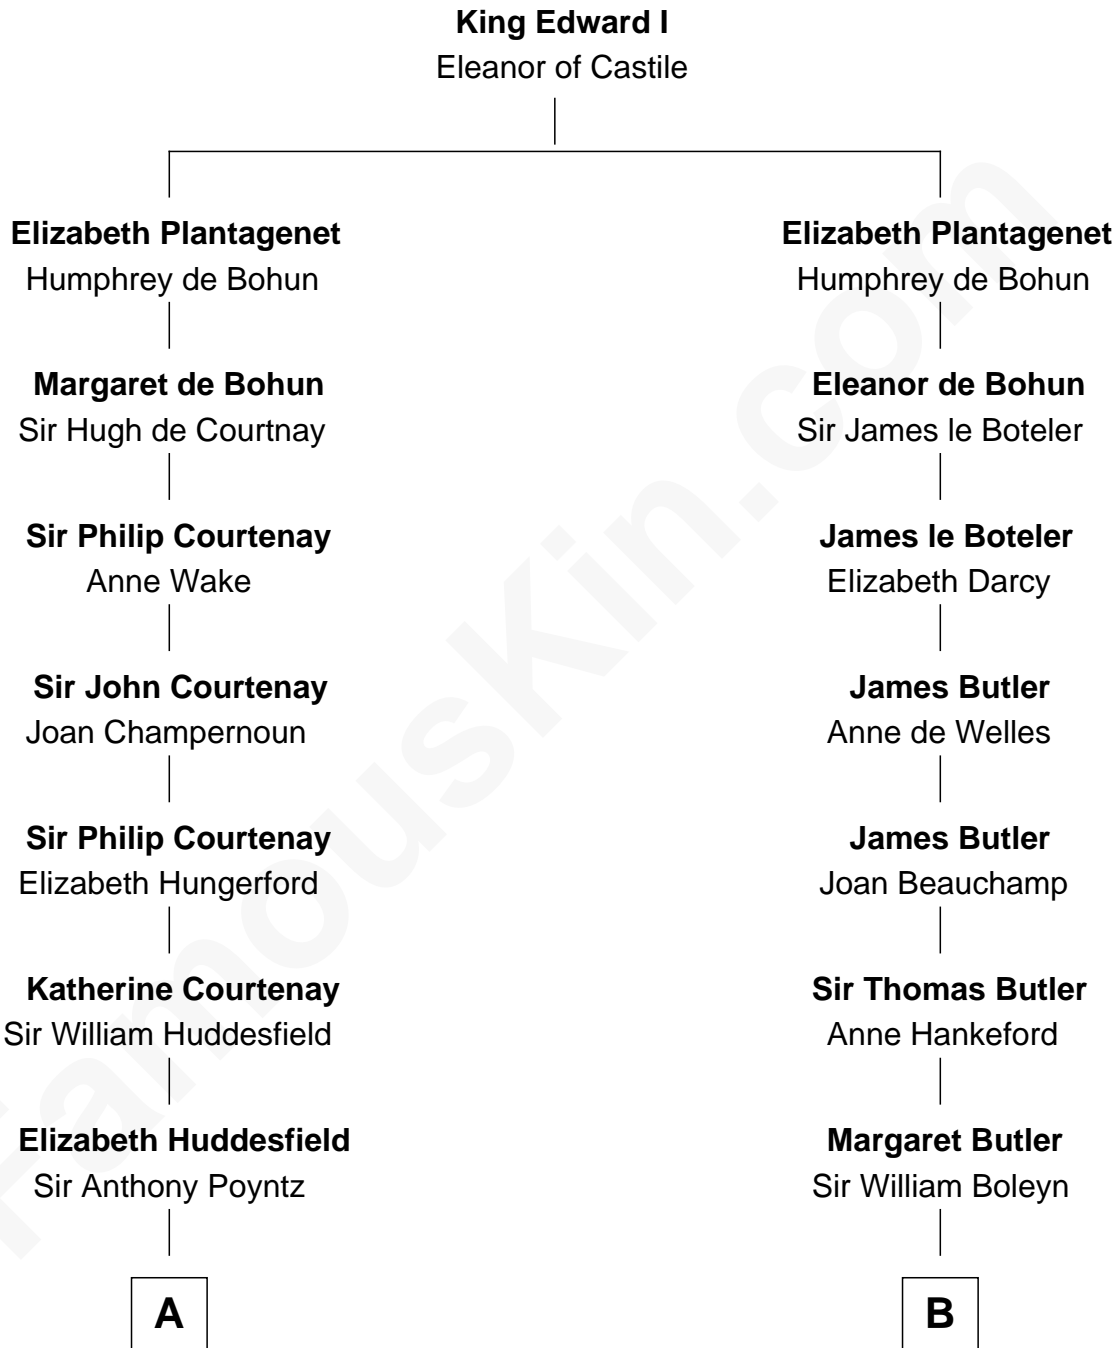 King Edward I
Eleanor of Castile
Elizabeth Plantagenet
Humphrey de Bohun
Margaret de Bohun
Sir Hugh de Courtnay
Sir Philip Courtenay
Anne Wake
Sir John Courtenay
Joan Champernoun
Sir Philip Courtenay
Elizabeth Hungerford
Katherine Courtenay
Sir William Huddesfield
Elizabeth Huddesfield
Sir Anthony Poyntz
A
Elizabeth Plantagenet
Humphrey de Bohun
Eleanor de Bohun
Sir James le Boteler
James le Boteler
Elizabeth Darcy
James Butler
Anne de Welles
James Butler
Joan Beauchamp
Sir Thomas Butler
Anne Hankeford
Margaret Butler
Sir William Boleyn
B
FamousKin.com